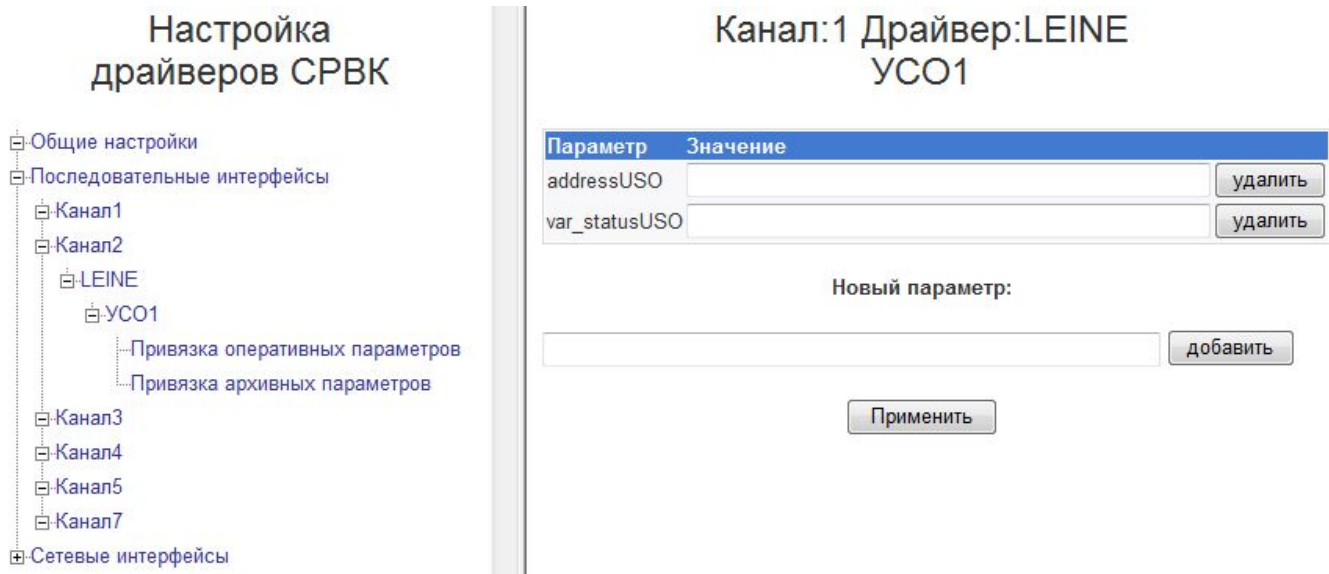 Настройка
драйверов СРВК
Общие настройки
Последовательные интерфейсы
Канал1
Канал2
LEINE
УСО1
Привязка оперативных параметров
Привязка архивных параметров
Канал3
Канал4
Канал5
Канал7
Сетевые интерфейсы
Канал:1 Драйвер:LEINE
УСО1
Параметр Значение
addressUSO удалить
var_statusUSO удалить
Новый параметр:
добавить
Применить